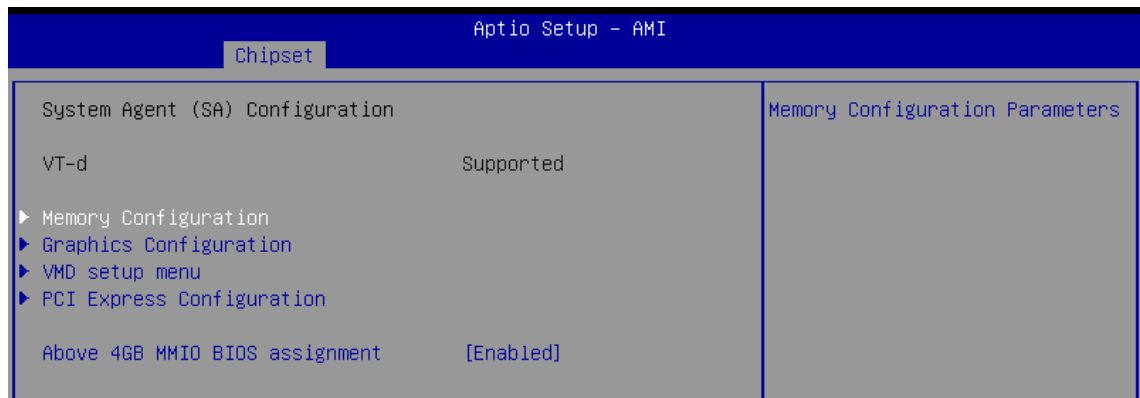 Aptio Setup – AMI
Chipset
System Agent (SA) Configuration
Memory Configuration Parameters
VT-d Supported
Memory Configuration
Graphics Configuration
VMD setup menu
PCI Express Configuration
Above 4GB MMIO BIOS assignment [Enabled]